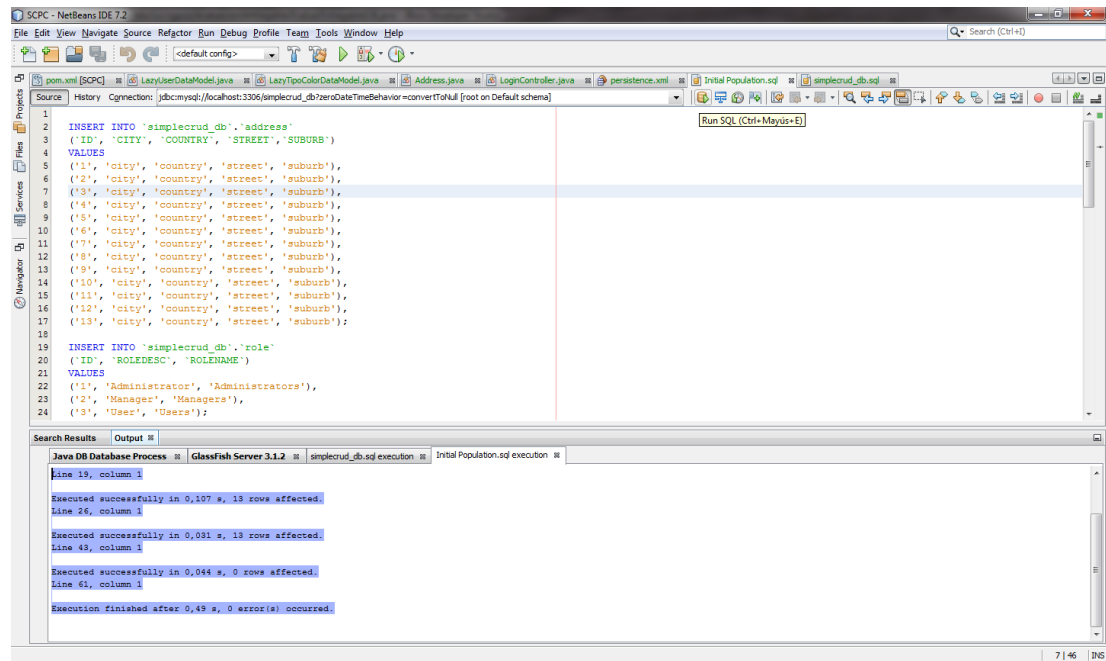 SCPC - NetBeans IDE 7.2
File Edit View Navigate Source Refactor Run Debug Profile Team Tools Window Help
Search (Ctrl+I)
<default config>
pom.xml [SCPC] LazyUserDataModel.java LazyTipoColorDataModel.java Address.java LoginController.java persistence.xml Initial Population.sql simplecrud_db.sql
Source History Connection: jdbc:mysql://localhost:3306/simplecrud_db?zeroDateTimeBehavior=convertToNull [root on Default schema]
Run SQL (Ctrl+Mayús+E)
Projects
Files
Services
Navigator
1
2 INSERT INTO `simplecrud_db`.`address`
3 (`ID`, `CITY`, `COUNTRY`, `STREET`,`SUBURB`)
4 VALUES
5 ('1', 'city', 'country', 'street', 'suburb'),
6 ('2', 'city', 'country', 'street', 'suburb'),
7 ('3', 'city', 'country', 'street', 'suburb'),
8 ('4', 'city', 'country', 'street', 'suburb'),
9 ('5', 'city', 'country', 'street', 'suburb'),
10 ('6', 'city', 'country', 'street', 'suburb'),
11 ('7', 'city', 'country', 'street', 'suburb'),
12 ('8', 'city', 'country', 'street', 'suburb'),
13 ('9', 'city', 'country', 'street', 'suburb'),
14 ('10', 'city', 'country', 'street', 'suburb'),
15 ('11', 'city', 'country', 'street', 'suburb'),
16 ('12', 'city', 'country', 'street', 'suburb'),
17 ('13', 'city', 'country', 'street', 'suburb');
18
19 INSERT INTO `simplecrud_db`.`role`
20 (`ID`, `ROLEDESC`, `ROLENAME`)
21 VALUES
22 ('1', 'Administrator', 'Administrators'),
23 ('2', 'Manager', 'Managers'),
24 ('3', 'User', 'Users');
Search Results Output
Java DB Database Process GlassFish Server 3.1.2 simplecrud_db.sql execution Initial Population.sql execution
Line 19, column 1
Executed successfully in 0,107 s, 13 rows affected.
Line 26, column 1
Executed successfully in 0,031 s, 13 rows affected.
Line 43, column 1
Executed successfully in 0,044 s, 0 rows affected.
Line 61, column 1
Execution finished after 0,49 s, 0 error(s) occurred.
7 | 46 INS